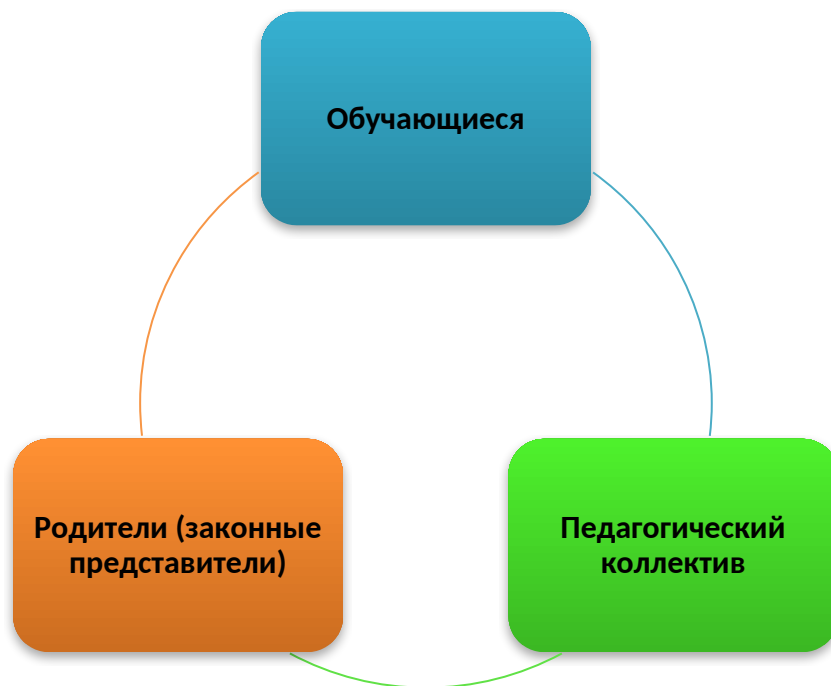 Обучающиеся
Родители (законные
представители)
Педагогический
коллектив